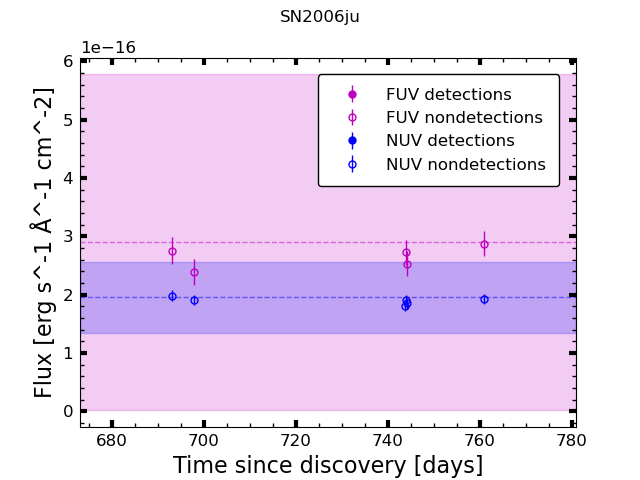 SN2006ju
1e−16
6
5
4
3
2
1
0
Flux [erg s^-1 Å^-1 cm^-2]
FUV detections
FUV nondetections
NUV detections
NUV nondetections
680 700 720 740 760 780
Time since discovery [days]